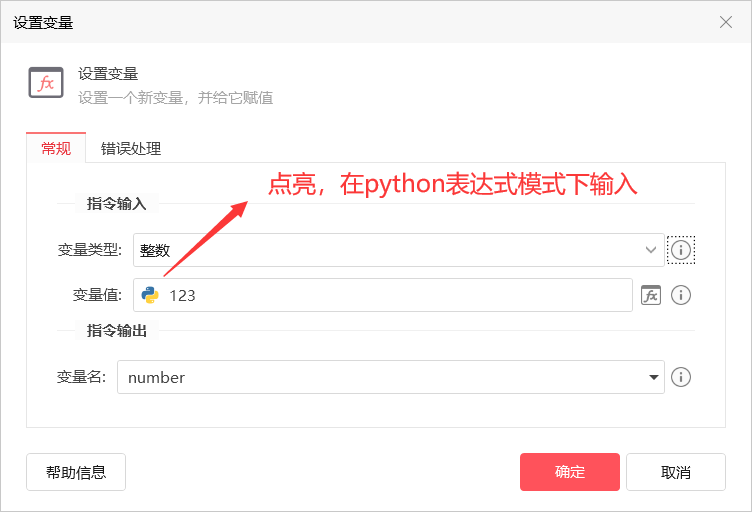 设置变量
设置变量
fx
设置一个新变量，并给它赋值
常规
错误处理
点亮，在python表达式模式下输入
指令输入
变量类型:
整数
变量值:
123
fx
指令输出
变量名:
number
帮助信息
确定
取消